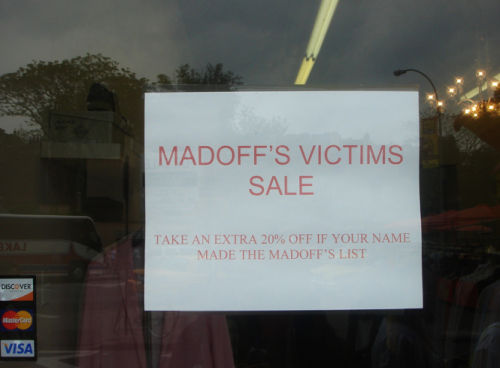 MADOFF'S VICTIMS
SALE
TAKE AN EXTRA 20% OFF IF YOUR NAME
MADE THE MADOFF'S LIST
DISCOVER
MasterCard
VISA